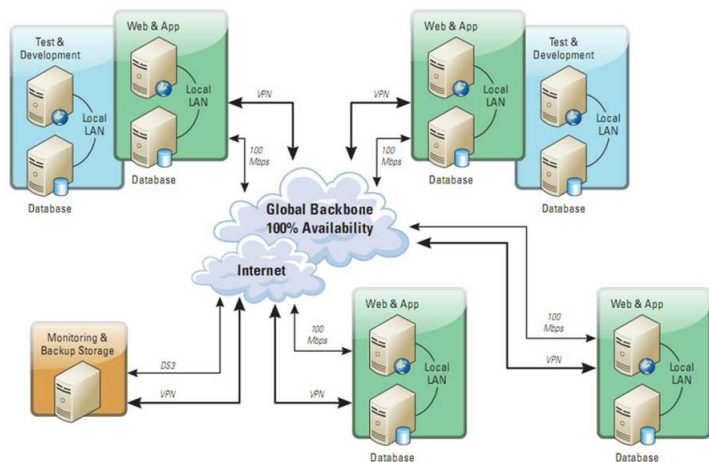 Test &
Development
Local
LAN
Database
Web & App
Local
LAN
Database
VPN
100
Mbps
VPN
100
Mbps
Web & App
Local
LAN
Database
Test &
Development
Local
LAN
Database
Global Backbone
100% Availability
Internet
Monitoring &
Backup Storage
DS3
VPN
100
Mbps
VPN
Web & App
Local
LAN
Database
100
Mbps
VPN
Web & App
Local
LAN
Database